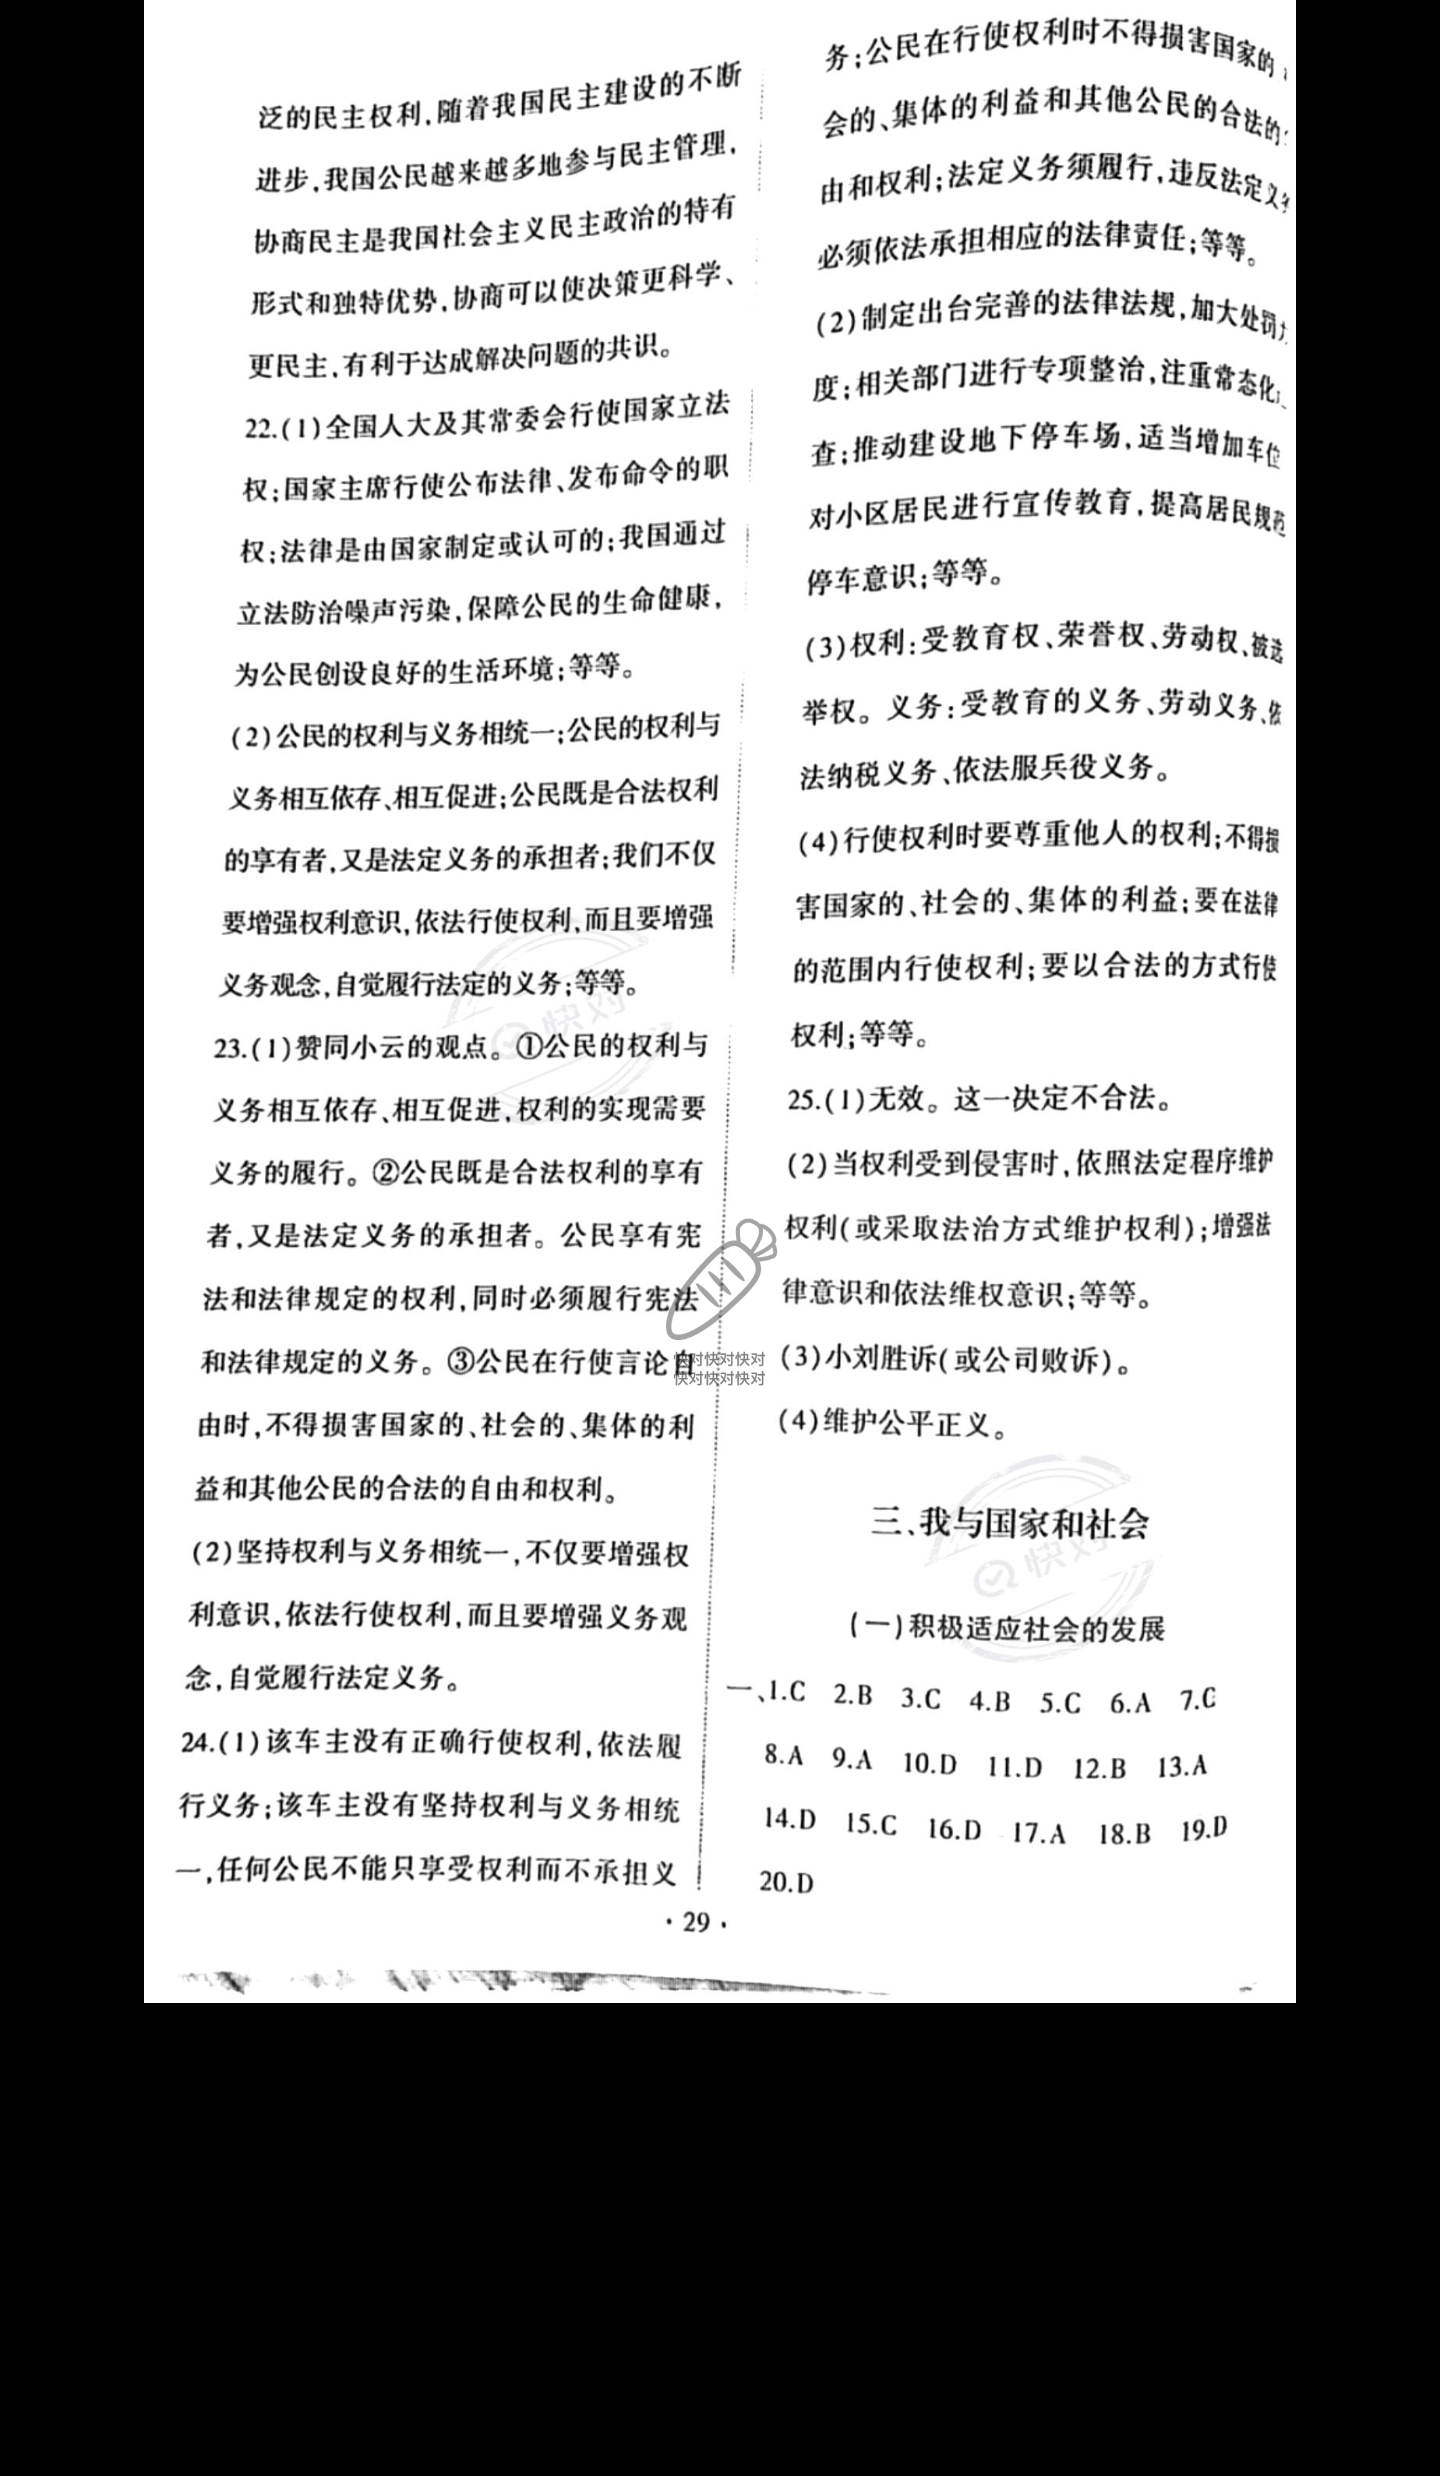 泛的民主权利,随着我国民主建设的不断
进步,我国公民越来越多地参与民主管理,
协商民主是我国社会主义民主政治的特有
形式和独特优势,协商可以使决策更科学、
更民主,有利于达成解决问题的共识。
22.(1)全国人大及其常委会行使国家立法
权;国家主席行使公布法律、发布命令的职
权;法律是由国家制定或认可的;我国通过
立法防治噪声污染,保障公民的生命健康,
为公民创设良好的生活环境;等等。
(2)公民的权利与义务相统一;公民的权利与
义务相互依存、相互促进;公民既是合法权利
的享有者,又是法定义务的承担者;我们不仅
要增强权利意识,依法行使权利,而且要增强
义务观念,自觉履行法定的义务;等等。
23.(1)赞同小云的观点。①公民的权利与
义务相互依存、相互促进,权利的实现需要
义务的履行。②公民既是合法权利的享有
者,又是法定义务的承担者。公民享有宪
法和法律规定的权利,同时必须履行宪法
和法律规定的义务。③公民在行使言论自
由时,不得损害国家的、社会的、集体的利
益和其他公民的合法的自由和权利。
(2)坚持权利与义务相统一,不仅要增强权
利意识,依法行使权利,而且要增强义务观
念,自觉履行法定义务。
24.(1)该车主没有正确行使权利,依法履
行义务;该车主没有坚持权利与义务相统
一,任何公民不能只享受权利而不承担义
务;公民在行使权利时不得损害国家的
会的、集体的利益和其他公民的合法的
由和权利;法定义务须履行,违反法定义务
必须依法承担相应的法律责任;等等。
(2)制定出台完善的法律法规,加大处罚
度;相关部门进行专项整治,注重常态化
查;推动建设地下停车场,适当增加车位
对小区居民进行宣传教育,提高居民规范
停车意识;等等。
(3)权利:受教育权、荣誉权、劳动权、被选
举权。义务:受教育的义务、劳动义务、依
法纳税义务、依法服兵役义务。
(4)行使权利时要尊重他人的权利;不得损
害国家的、社会的、集体的利益;要在法律
的范围内行使权利;要以合法的方式行使
权利;等等。
25.(1)无效。这一决定不合法。
(2)当权利受到侵害时,依照法定程序维护
权利(或采取法治方式维护权利);增强法
律意识和依法维权意识;等等。
(3)小刘胜诉(或公司败诉)。
(4)维护公平正义。
三、我与国家和社会
(一)积极适应社会的发展
一、1.C 2.B 3.C 4.B 5.C 6.A 7.C
8.A 9.A 10.D 11.D 12.B 13.A
14.D 15.C 16.D 17.A 18.B 19.D
20.D
·29·
快对
快对快对快对
快对快对快对
快对